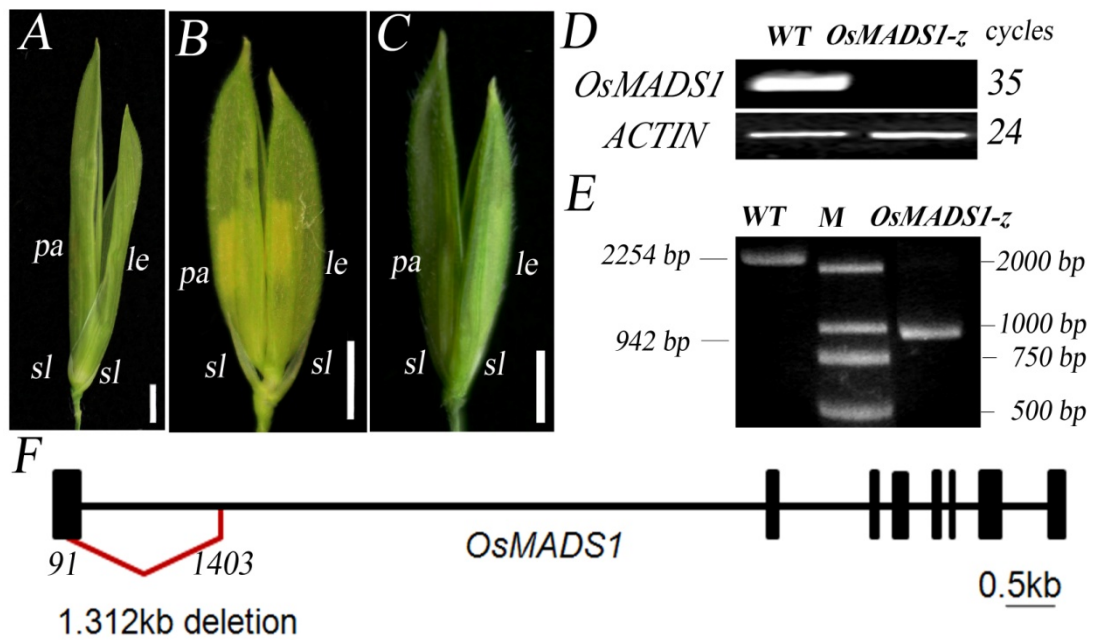 A
pa
le
sl
sl
B
pa
le
sl
sl
C
pa
le
sl
sl
D
WT OsMADS1-z cycles
OsMADS1 35
ACTIN 24
E
WT M OsMADS1-z
2254 bp
942 bp
2000 bp
1000 bp
750 bp
500 bp
F
91
1403
OsMADS1
0.5kb
1.312kb deletion